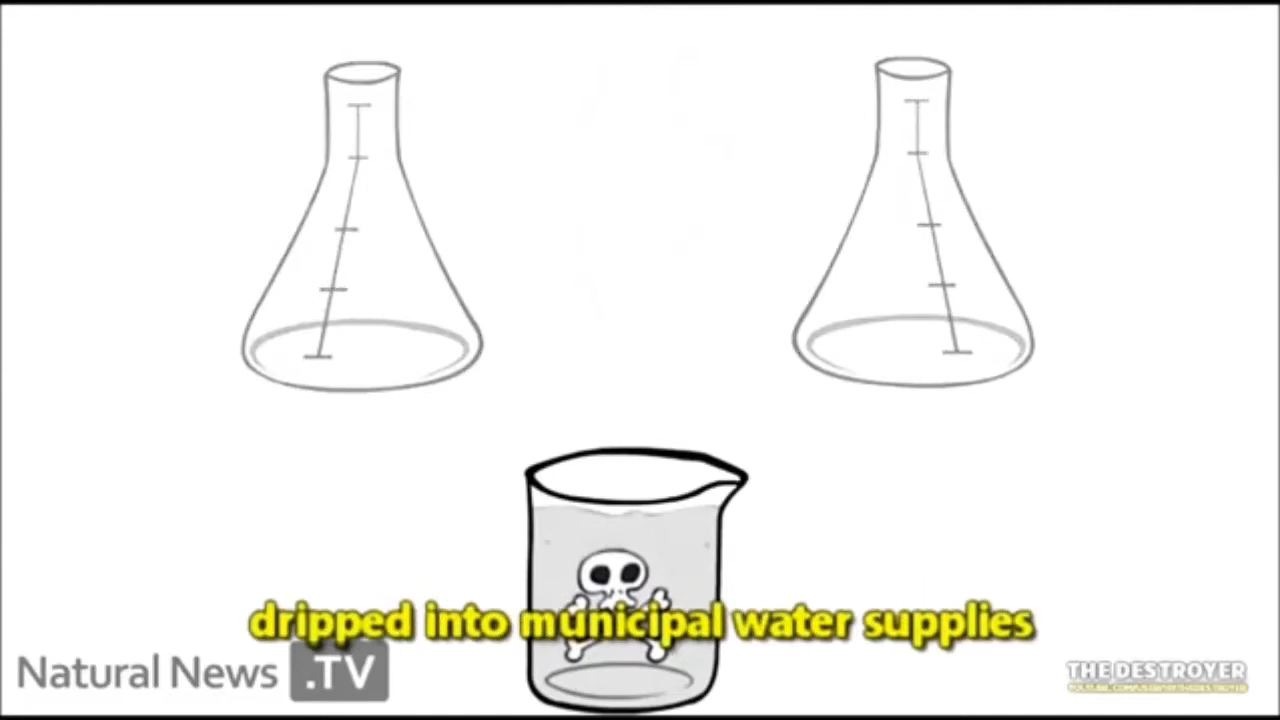 dripped into municipal water supplies
Natural News .TV
THE DESTROYER